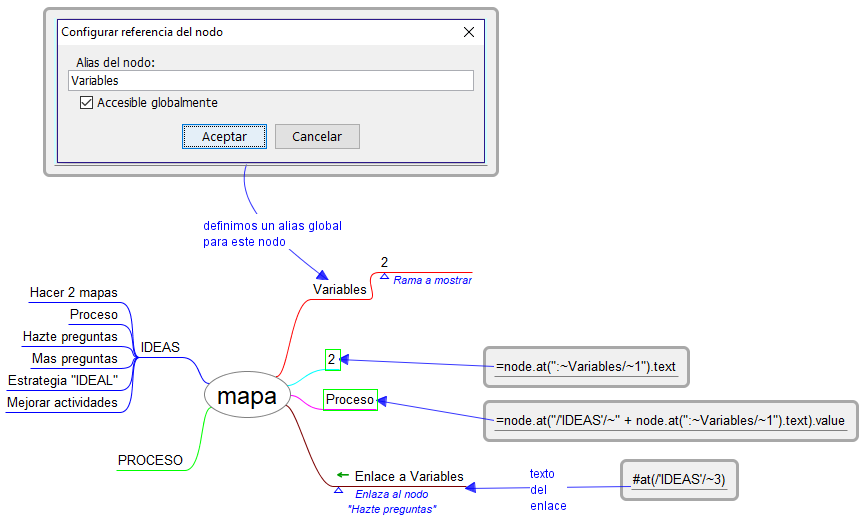 Configurar referencia del nodo
Alias del nodo:
Variables
Accesible globalmente
Aceptar
Cancelar
definimos un alias global
para este nodo
2
Rama a mostrar
Variables
Hacer 2 mapas
Proceso
Hazte preguntas
Mas preguntas
Estrategia "IDEAL"
Mejorar actividades
IDEAS
mapa
PROCESO
2
=node.at(":~Variables/~1").text
Proceso
=node.at("/'IDEAS'/~" + node.at(":~Variables/~1").text).value
Enlace a Variables
Enlaza al nodo
"Hazte preguntas"
texto
del
enlace
#at(/'IDEAS'/~3)